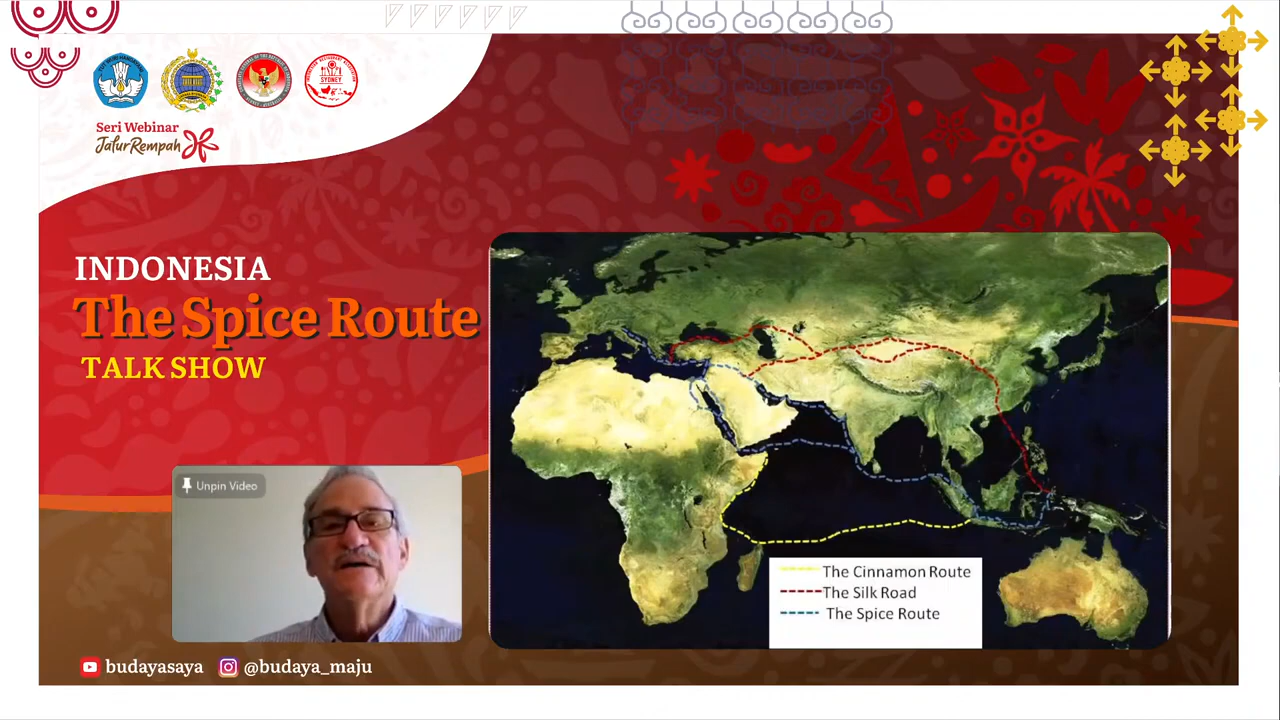 SYDNEY
Seri Webinar
Jalur Rempah
INDONESIA
The Spice Route
TALK SHOW
Unpin Video
The Cinnamon Route
The Silk Road
The Spice Route
budayasaya
@budaya_maju